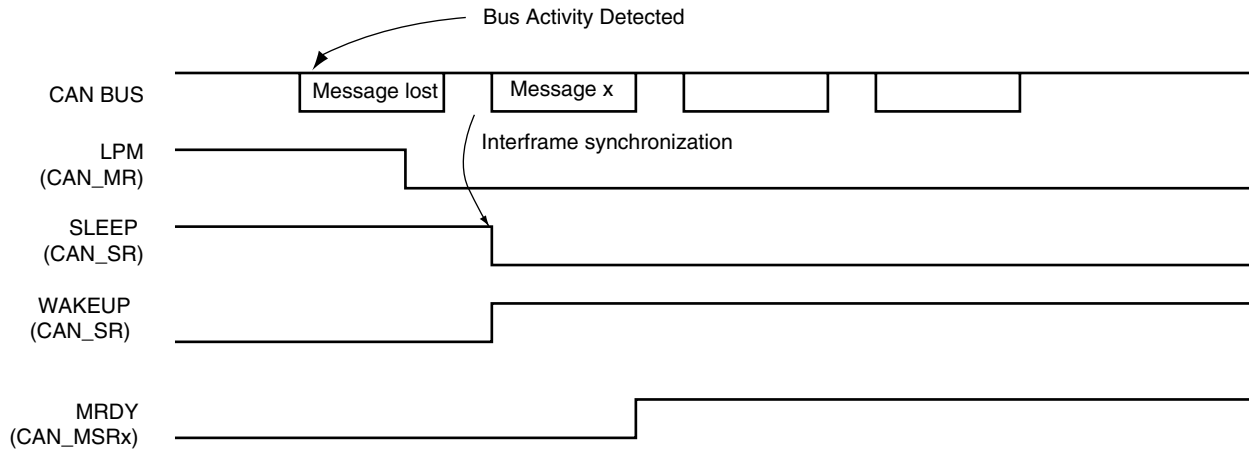 Bus Activity Detected
CAN BUS
Message lost
Message x
Interframe synchronization
LPM
(CAN_MR)
SLEEP
(CAN_SR)
WAKEUP
(CAN_SR)
MRDY
(CAN_MSRx)